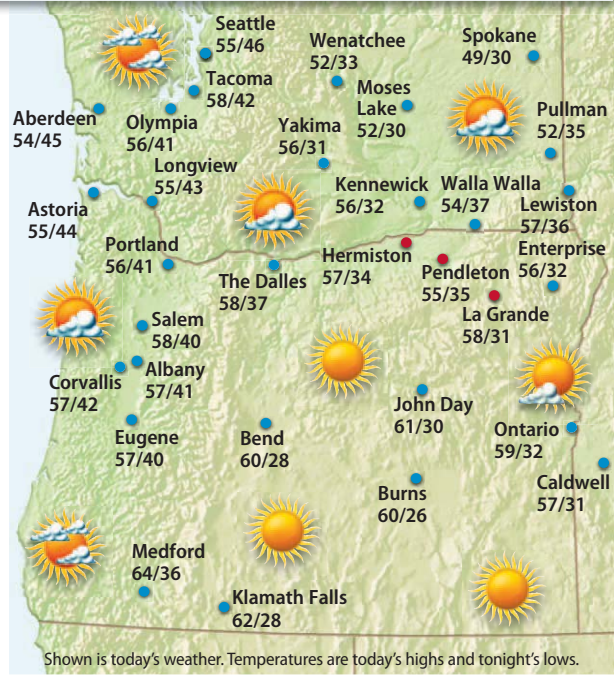 Seattle
55/46
Wenatchee
52/33
Spokane
49/30
Tacoma
58/42
Moses
Lake
52/30
Aberdeen
54/45
Olympia
56/41
Yakima
56/31
Pullman
52/35
Longview
55/43
Kennewick
56/32
Walla Walla
54/37
Lewiston
57/36
Astoria
55/44
Portland
56/41
The Dalles
58/37
Hermiston
57/34
Pendleton
55/35
Enterprise
56/32
La Grande
58/31
Salem
58/40
Albany
57/41
Corvallis
57/42
John Day
61/30
Eugene
57/40
Bend
60/28
Ontario
59/32
Burns
60/26
Caldwell
57/31
Medford
64/36
Klamath Falls
62/28
Shown is today's weather. Temperatures are today's highs and tonight's lows.